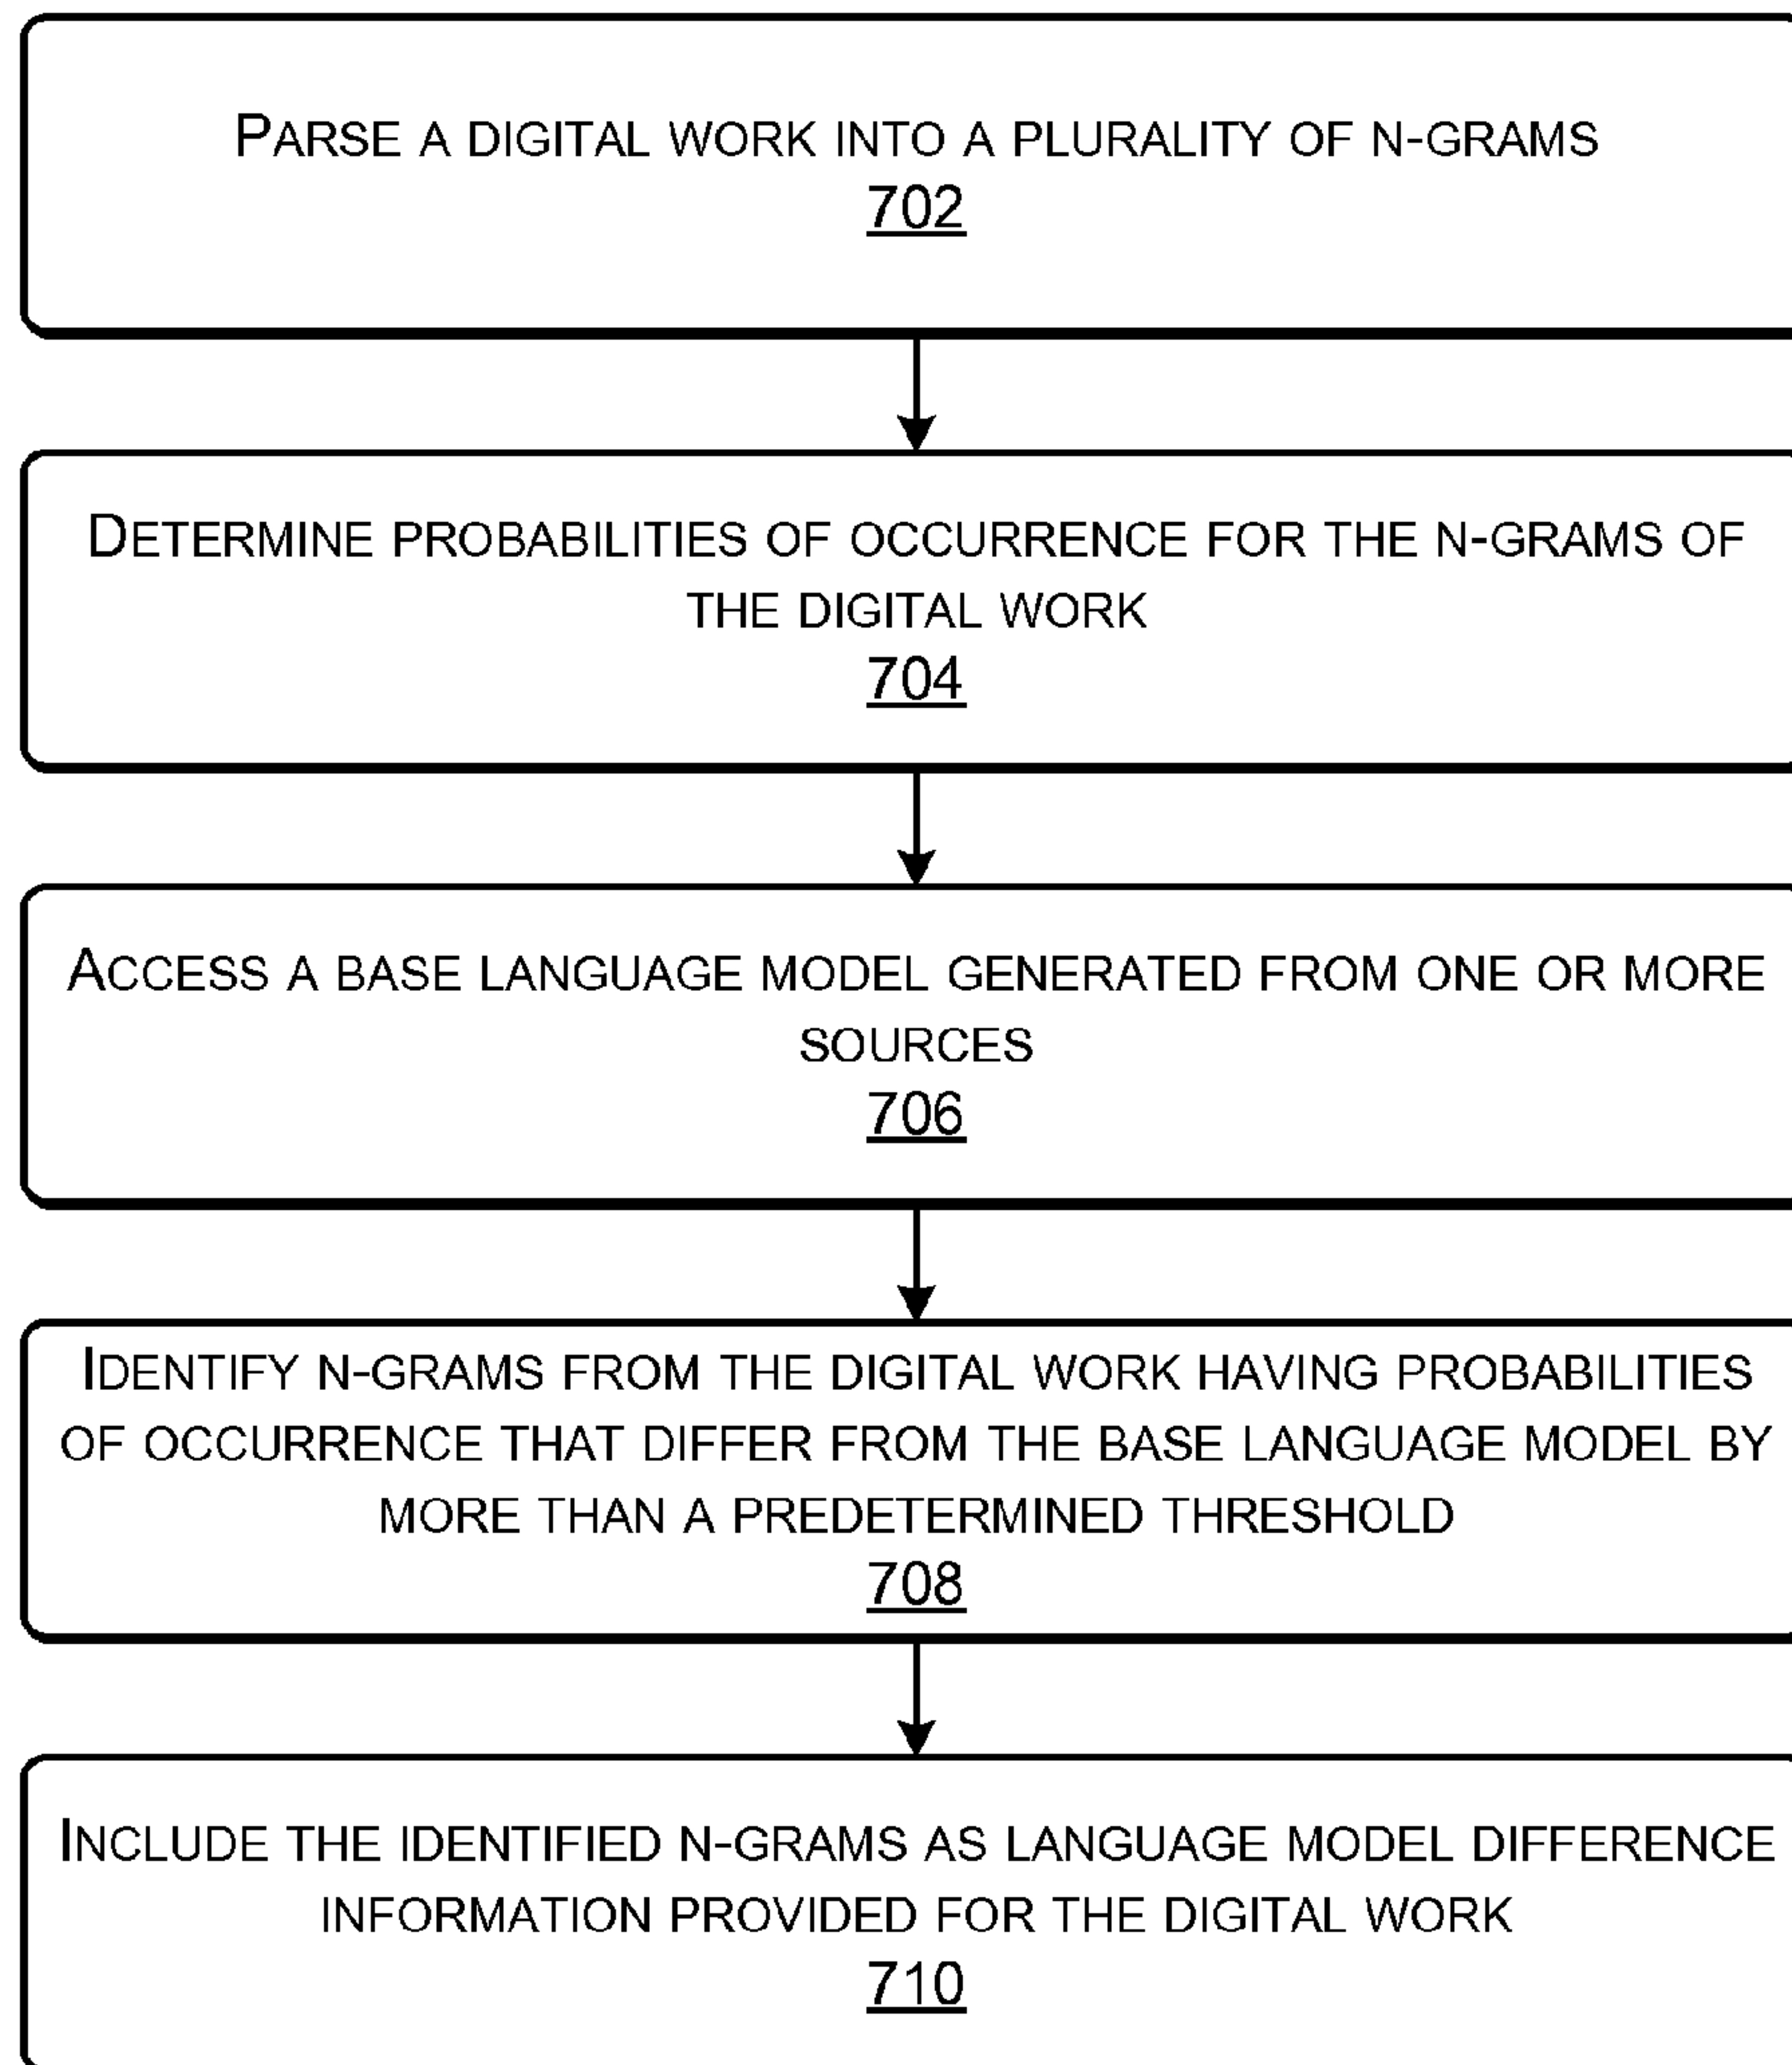 PARSE A DIGITAL WORK INTO A PLURALITY OF N-GRAMS
702
DETERMINE PROBABILITIES OF OCCURRENCE FOR THE N-GRAMS OF
THE DIGITAL WORK
704
ACCESS A BASE LANGUAGE MODEL GENERATED FROM ONE OR MORE
SOURCES
706
IDENTIFY N-GRAMS FROM THE DIGITAL WORK HAVING PROBABILITIES
OF OCCURRENCE THAT DIFFER FROM THE BASE LANGUAGE MODEL BY
MORE THAN A PREDETERMINED THRESHOLD
708
INCLUDE THE IDENTIFIED N-GRAMS AS LANGUAGE MODEL DIFFERENCE
INFORMATION PROVIDED FOR THE DIGITAL WORK
710